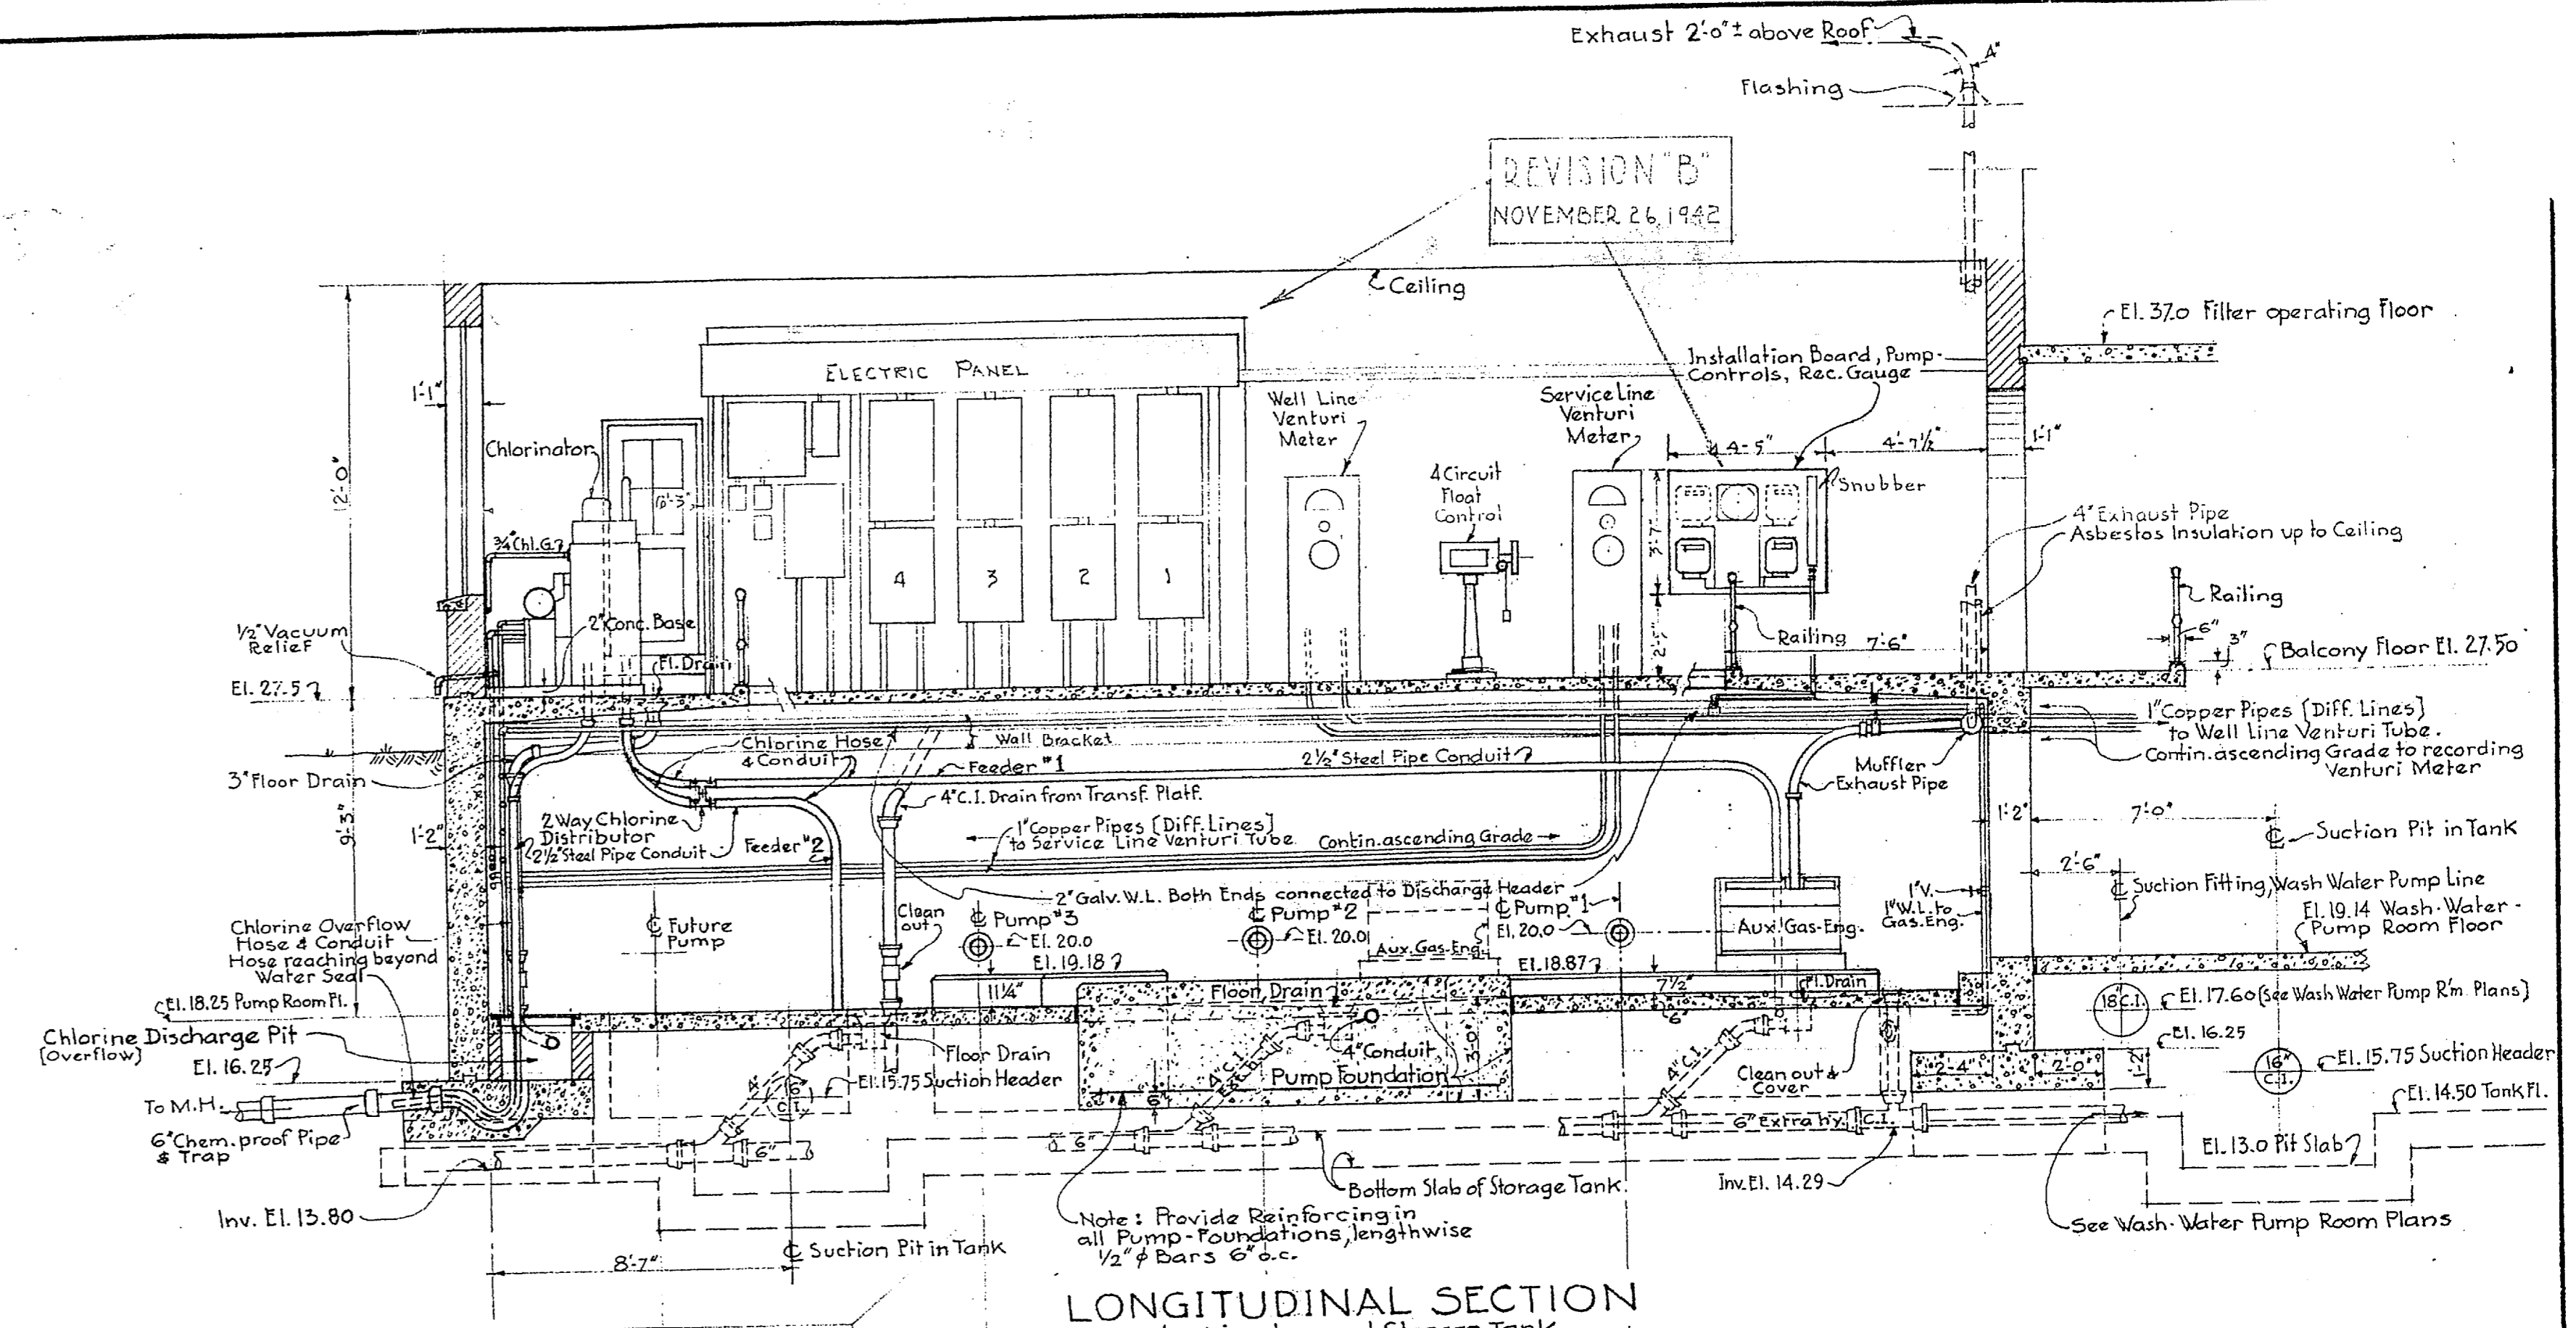 Exhaust 2'-0"± above Roof
4"
Flashing
REVISION "B"
NOVEMBER 26, 1942
Ceiling
El. 37.0 Filter operating Floor
ELECTRIC PANEL
Installation Board, Pump-
Controls, Rec. Gauge
1'-1"
Well Line
Venturi
Meter
Service Line
Venturi
Meter
4'-5"
4'-7½"
1'-1"
Chlorinator
4 Circuit
Float
Control
Snubber
12'-0"
6'-3"
4" Exhaust Pipe
Asbestos Insulation up to Ceiling
¾" Chl. G.
3'-7"
4
3
2
1
Railing
2" Conc. Base
½" Vacuum
Relief
Railing
7'-6"
6"
3"
2'-7"
Balcony Floor El. 27.50
Fl. Drain
El. 27.5
1" Copper Pipes [Diff. Lines]
to Well Line Venturi Tube.
Contin. ascending Grade to recording
Venturi Meter
Chlorine Hose
& Conduit
Wall Bracket
2½" Steel Pipe Conduit
Feeder #1
Muffler
Exhaust Pipe
3" Floor Drain
4" C.I. Drain from Transf. Platf.
9'-3"
1'-2"
2 Way Chlorine
Distributor
2½" Steel Pipe Conduit
Feeder #2
1" Copper Pipes [Diff. Lines]
to Service Line Venturi Tube.
Contin. ascending Grade
1'-2"
7'-0"
℄ Suction Pit in Tank
2'-6"
2" Galv. W.L. Both Ends connected to Discharge Header
℄ Suction Fitting, Wash Water Pump Line
El. 19.14 Wash-Water-
Pump Room Floor
1" V.
1" W.L. to
Gas. Eng.
Chlorine Overflow
Hose & Conduit
Hose reaching beyond
Water Seal
℄ Future
Pump
Clean
out
℄ Pump #3
El. 20.0
℄ Pump #2
El. 20.0
℄ Pump #1
El. 20.0
Aux. Gas-Eng.
Aux. Gas-Eng.
El. 19.18
El. 18.87
El. 18.25 Pump Room Fl.
11¼"
Floor Drain
7½"
Fl. Drain
6"
18" C.I.
El. 17.60 (See Wash Water Pump R'm. Plans)
Chlorine Discharge Pit
[Overflow]
El. 16.25
Floor Drain
El. 15.75 Suction Header
6"
C.I.
4" C.I.
4" Conduit
3'-0"
Pump Foundation
6"
4" C.I.
Clean out &
Cover
2'-4"
2'-0"
1'-2"
El. 16.25
16"
C.I.
El. 15.75 Suction Header
El. 14.50 Tank Fl.
To M.H.
6" Chem. proof Pipe
& Trap
6"
6"
6" Extra hy. C.I.
El. 13.0 Pit Slab
Bottom Slab of Storage Tank.
Inv. El. 14.29
Inv. El. 13.80
℄ Suction Pit in Tank
Note: Provide Reinforcing in
all Pump-Foundations, lengthwise
½" ϕ Bars 6" o.c.
See Wash-Water Pump Room Plans
8'-7"
LONGITUDINAL SECTION